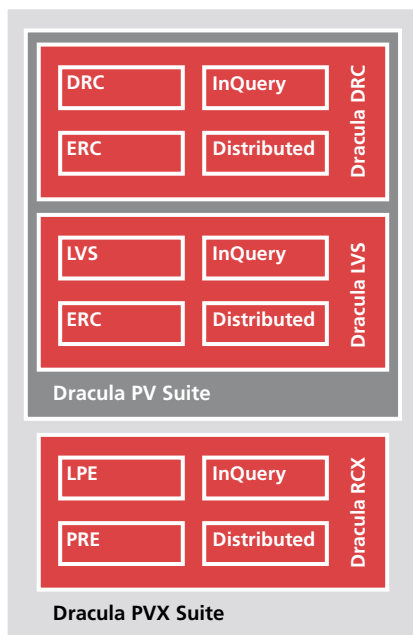 DRC InQuery
ERC Distributed
Dracula DRC
LVS InQuery
ERC Distributed
Dracula LVS
Dracula PV Suite
LPE InQuery
PRE Distributed
Dracula RCX
Dracula PVX Suite